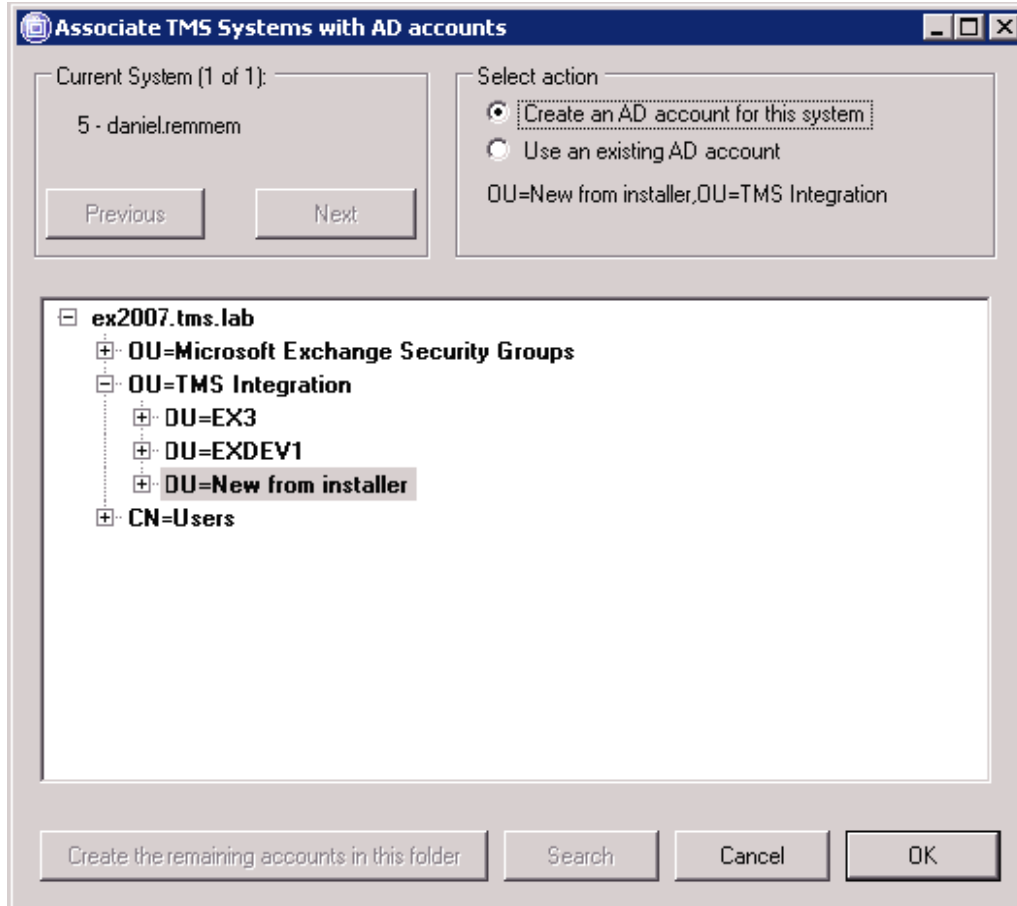 Associate TMS Systems with AD accounts
Current System (1 of 1):
5 - daniel.remmem
Previous
Next
Select action
Create an AD account for this system
Use an existing AD account
OU=New from installer,OU=TMS Integration
ex2007.tms.lab
OU=Microsoft Exchange Security Groups
OU=TMS Integration
OU=EX3
OU=EXDEV1
OU=New from installer
CN=Users
Create the remaining accounts in this folder
Search
Cancel
OK